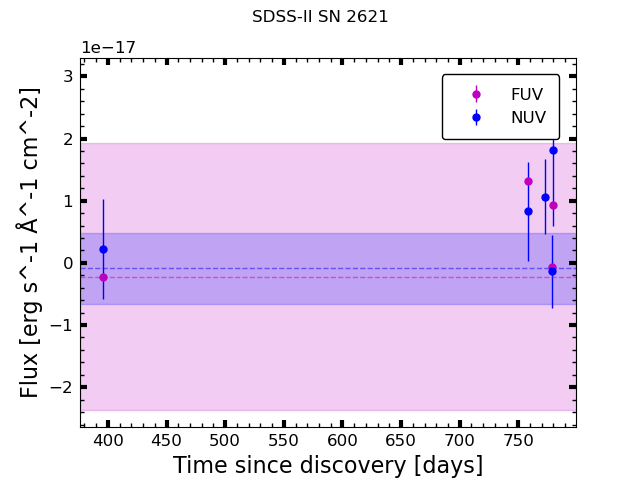 SDSS-II SN 2621
1e−17
FUV
NUV
3
2
1
0
−1
−2
Flux [erg s^-1 Å^-1 cm^-2]
400 450 500 550 600 650 700 750
Time since discovery [days]